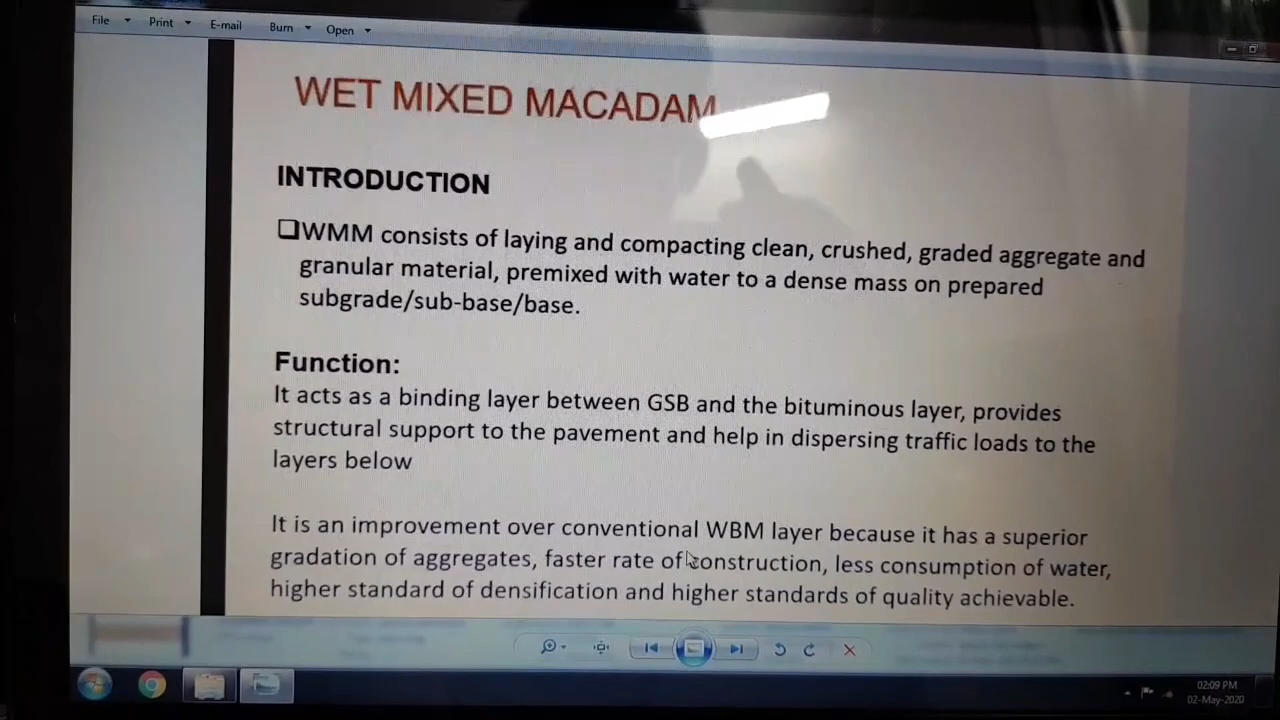 File Print E-mail Burn Open
WET MIXED MACADAM
INTRODUCTION
❑WMM consists of laying and compacting clean, crushed, graded aggregate and
granular material, premixed with water to a dense mass on prepared
subgrade/sub-base/base.
Function:
It acts as a binding layer between GSB and the bituminous layer, provides
structural support to the pavement and help in dispersing traffic loads to the
layers below
It is an improvement over conventional WBM layer because it has a superior
gradation of aggregates, faster rate of construction, less consumption of water,
higher standard of densification and higher standards of quality achievable.
02:09 PM
02-May-2020